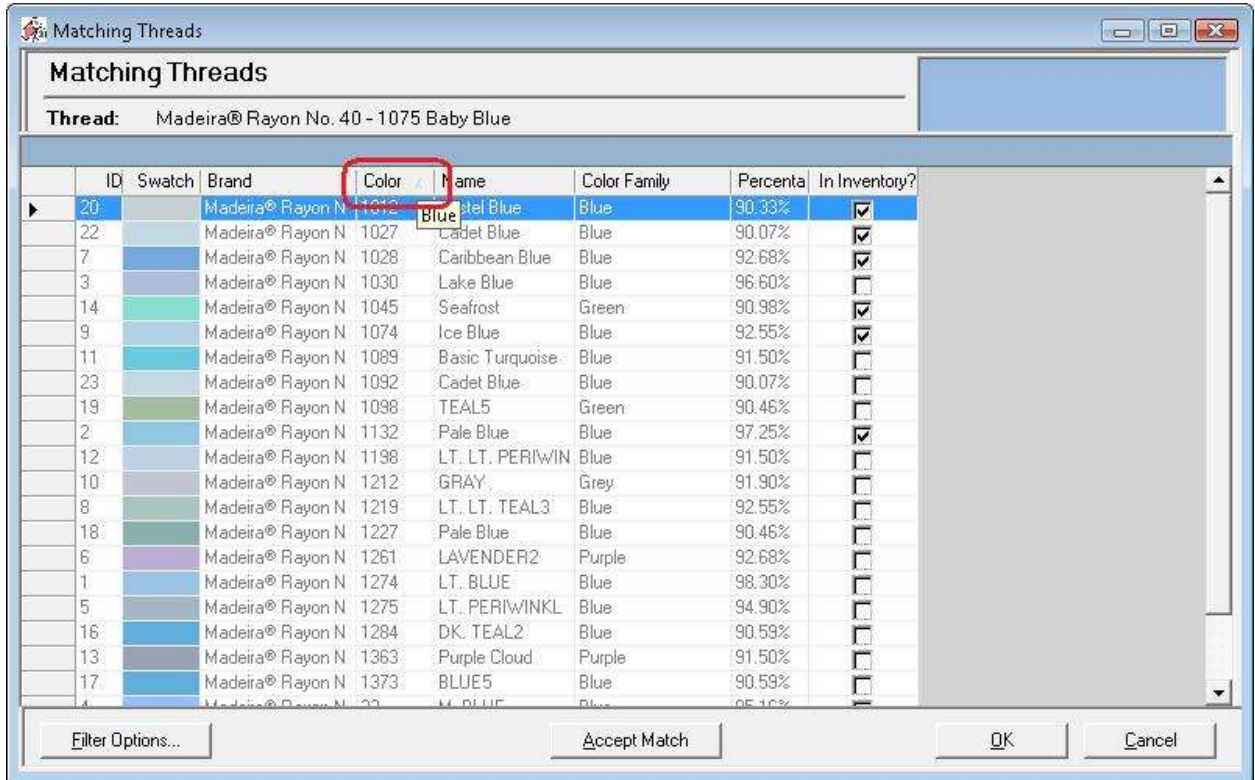 Matching Threads
Matching Threads
Thread: Madeira® Rayon No. 40 - 1075 Baby Blue
ID Swatch Brand Color Name Color Family Percenta In Inventory?
20 Madeira® Rayon N 1012 stel Blue Blue 90.33%
Blue
22 Madeira® Rayon N 1027 Cadet Blue Blue 90.07%
7 Madeira® Rayon N 1028 Caribbean Blue Blue 92.68%
3 Madeira® Rayon N 1030 Lake Blue Blue 96.60%
14 Madeira® Rayon N 1045 Seafrost Green 90.98%
9 Madeira® Rayon N 1074 Ice Blue Blue 92.55%
11 Madeira® Rayon N 1089 Basic Turquoise Blue 91.50%
23 Madeira® Rayon N 1092 Cadet Blue Blue 90.07%
19 Madeira® Rayon N 1098 TEAL5 Green 90.46%
2 Madeira® Rayon N 1132 Pale Blue Blue 97.25%
12 Madeira® Rayon N 1198 LT. LT. PERIWIN Blue 91.50%
10 Madeira® Rayon N 1212 GRAY Grey 91.90%
8 Madeira® Rayon N 1219 LT. LT. TEAL3 Blue 92.55%
18 Madeira® Rayon N 1227 Pale Blue Blue 90.46%
6 Madeira® Rayon N 1261 LAVENDER2 Purple 92.68%
1 Madeira® Rayon N 1274 LT. BLUE Blue 98.30%
5 Madeira® Rayon N 1275 LT. PERIWINKL Blue 94.90%
16 Madeira® Rayon N 1284 DK. TEAL2 Blue 90.59%
13 Madeira® Rayon N 1363 Purple Cloud Purple 91.50%
17 Madeira® Rayon N 1373 BLUE5 Blue 90.59%
Filter Options... Accept Match OK Cancel